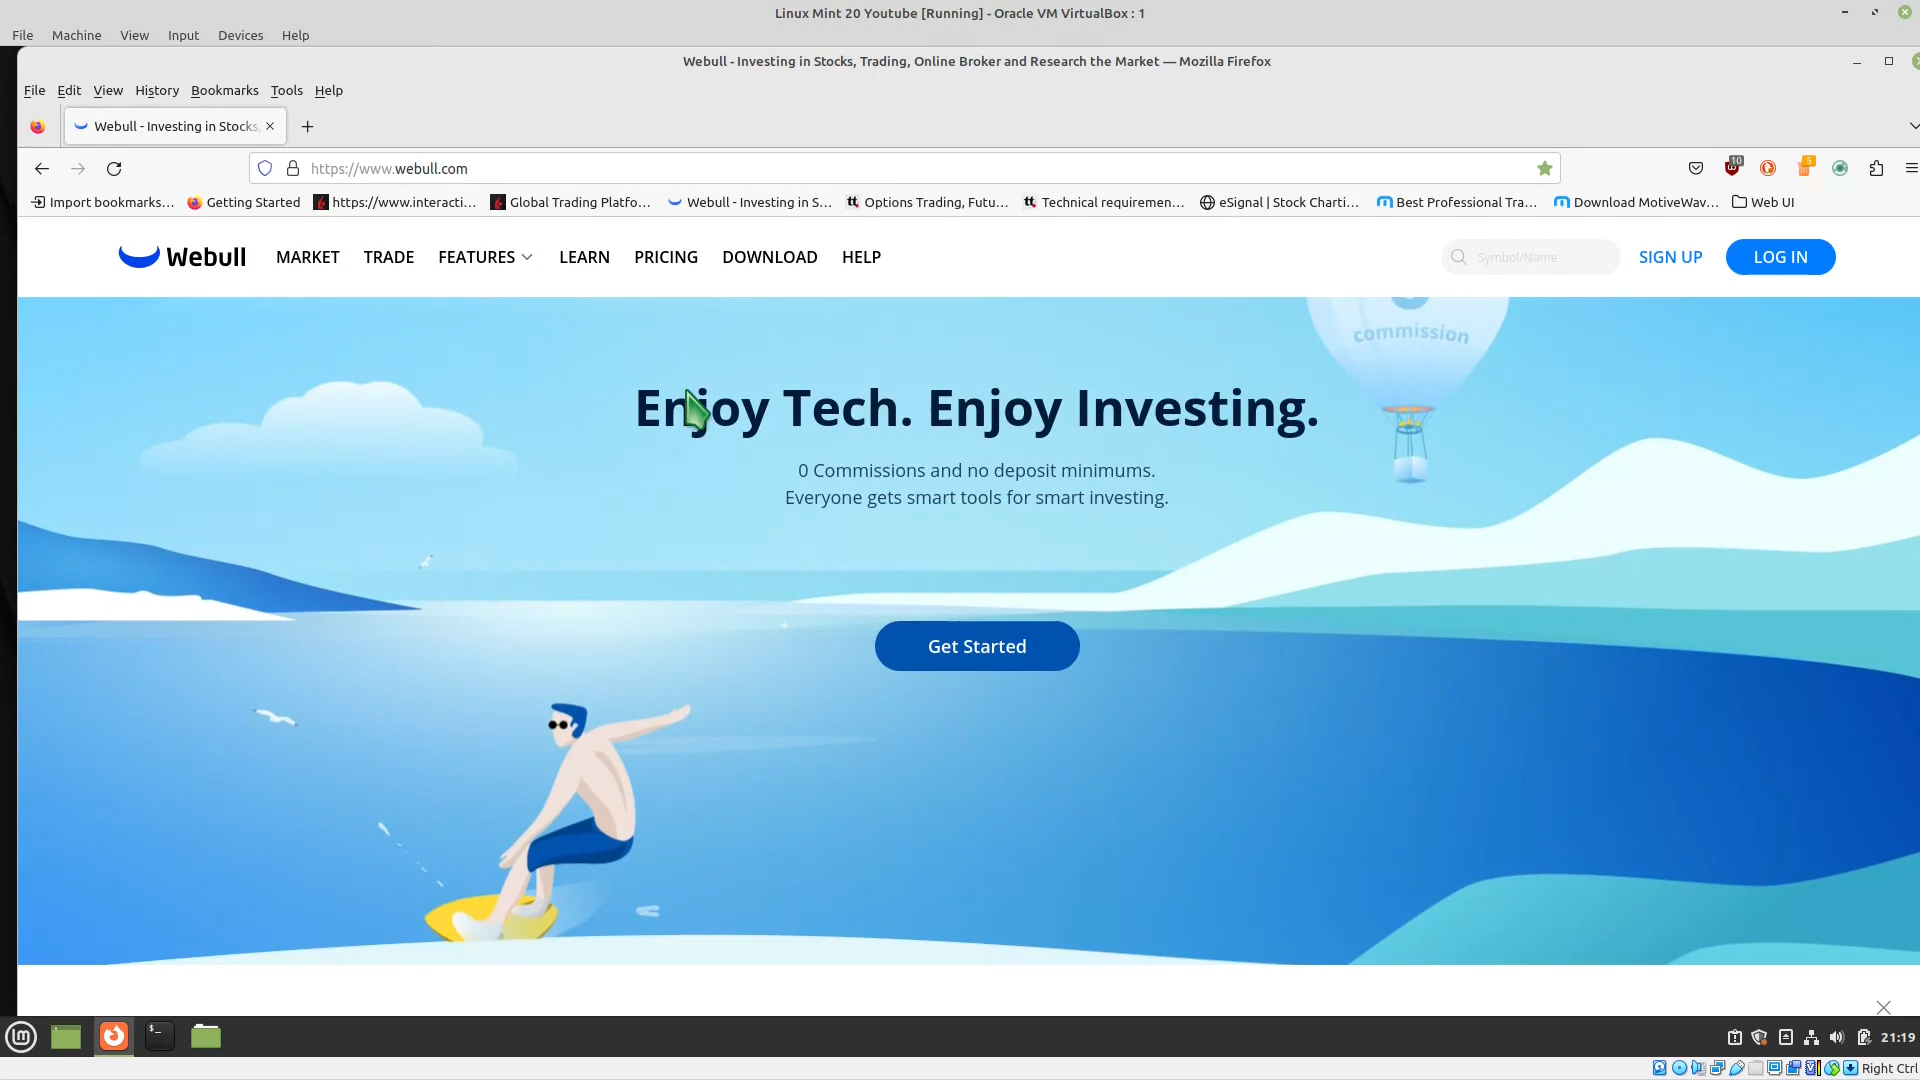 Linux Mint 20 Youtube [Running] - Oracle VM VirtualBox : 1
File Machine View Input Devices Help
Webull - Investing in Stocks, Trading, Online Broker and Research the Market — Mozilla Firefox
File Edit View History Bookmarks Tools Help
Webull - Investing in Stocks,
https://www.webull.com
10
5
Import bookmarks… Getting Started https://www.interacti… Global Trading Platfo… Webull - Investing in S… tt Options Trading, Futu… tt Technical requiremen… eSignal | Stock Charti… Best Professional Tra… Download MotiveWav… Web UI
Webull MARKET TRADE FEATURES LEARN PRICING DOWNLOAD HELP Symbol/Name SIGN UP LOG IN
commission
Enjoy Tech. Enjoy Investing.
0 Commissions and no deposit minimums.
Everyone gets smart tools for smart investing.
Get Started
21:19
Right Ctrl